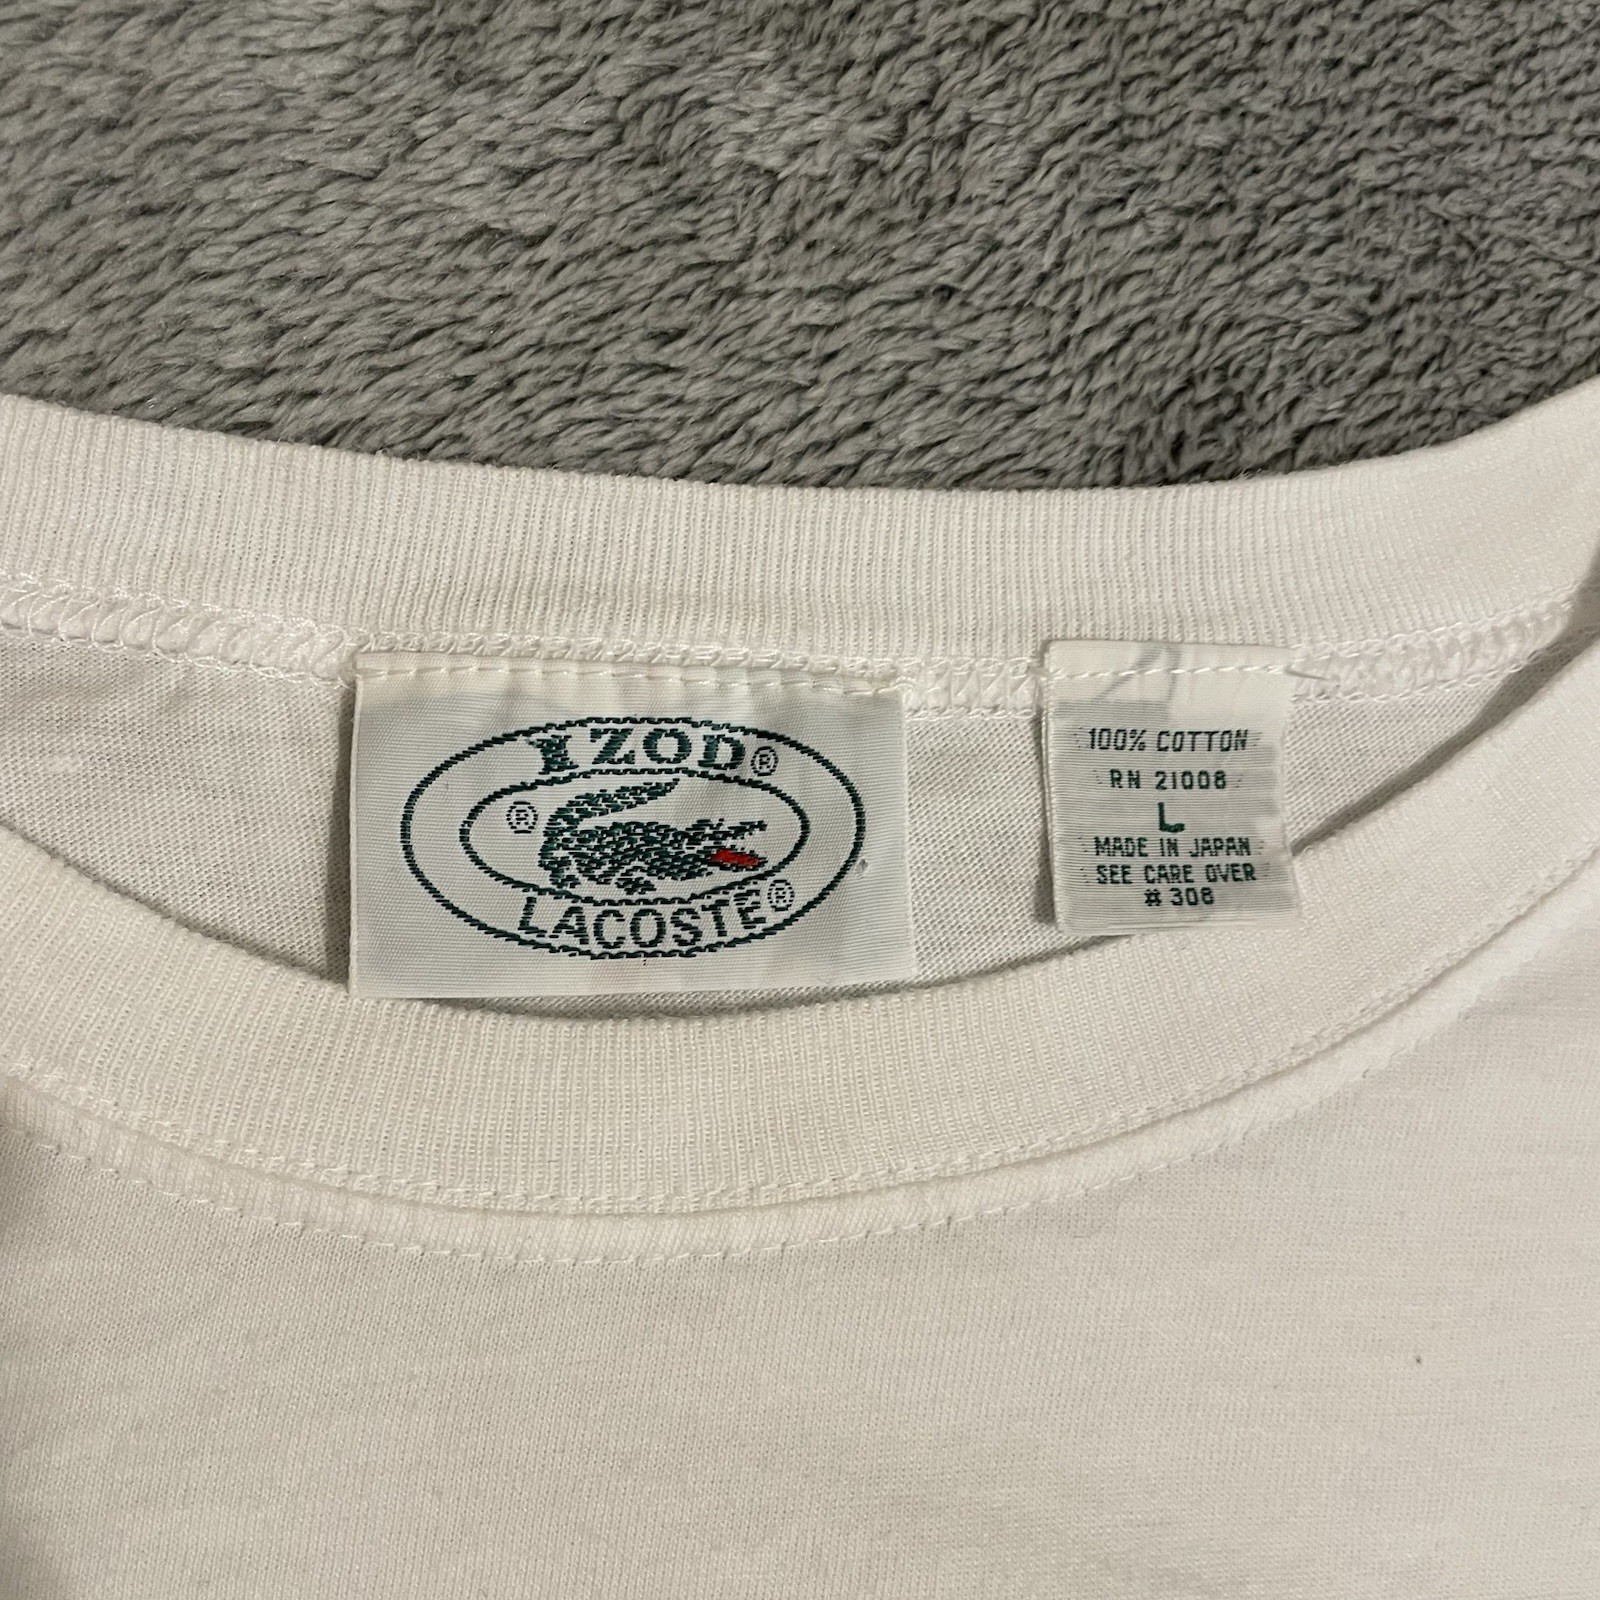 IZOD®
®
LACOSTE®
100% COTTON
RN 21008
L
MADE IN JAPAN
SEE CARE OVER
# 308